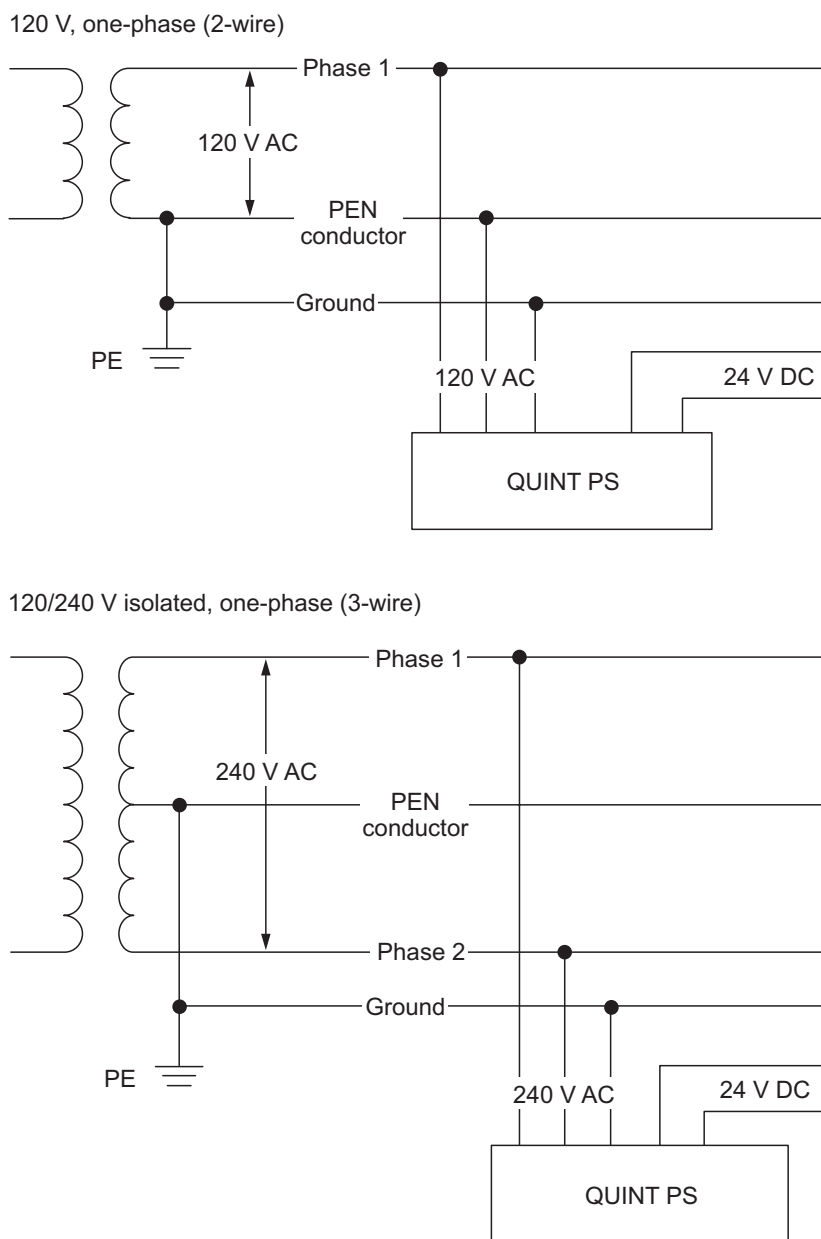 120 V, one-phase (2-wire)
Phase 1
120 V AC
PEN
conductor
Ground
PE
120 V AC
24 V DC
QUINT PS
120/240 V isolated, one-phase (3-wire)
Phase 1
240 V AC
PEN
conductor
Phase 2
Ground
PE
240 V AC
24 V DC
QUINT PS